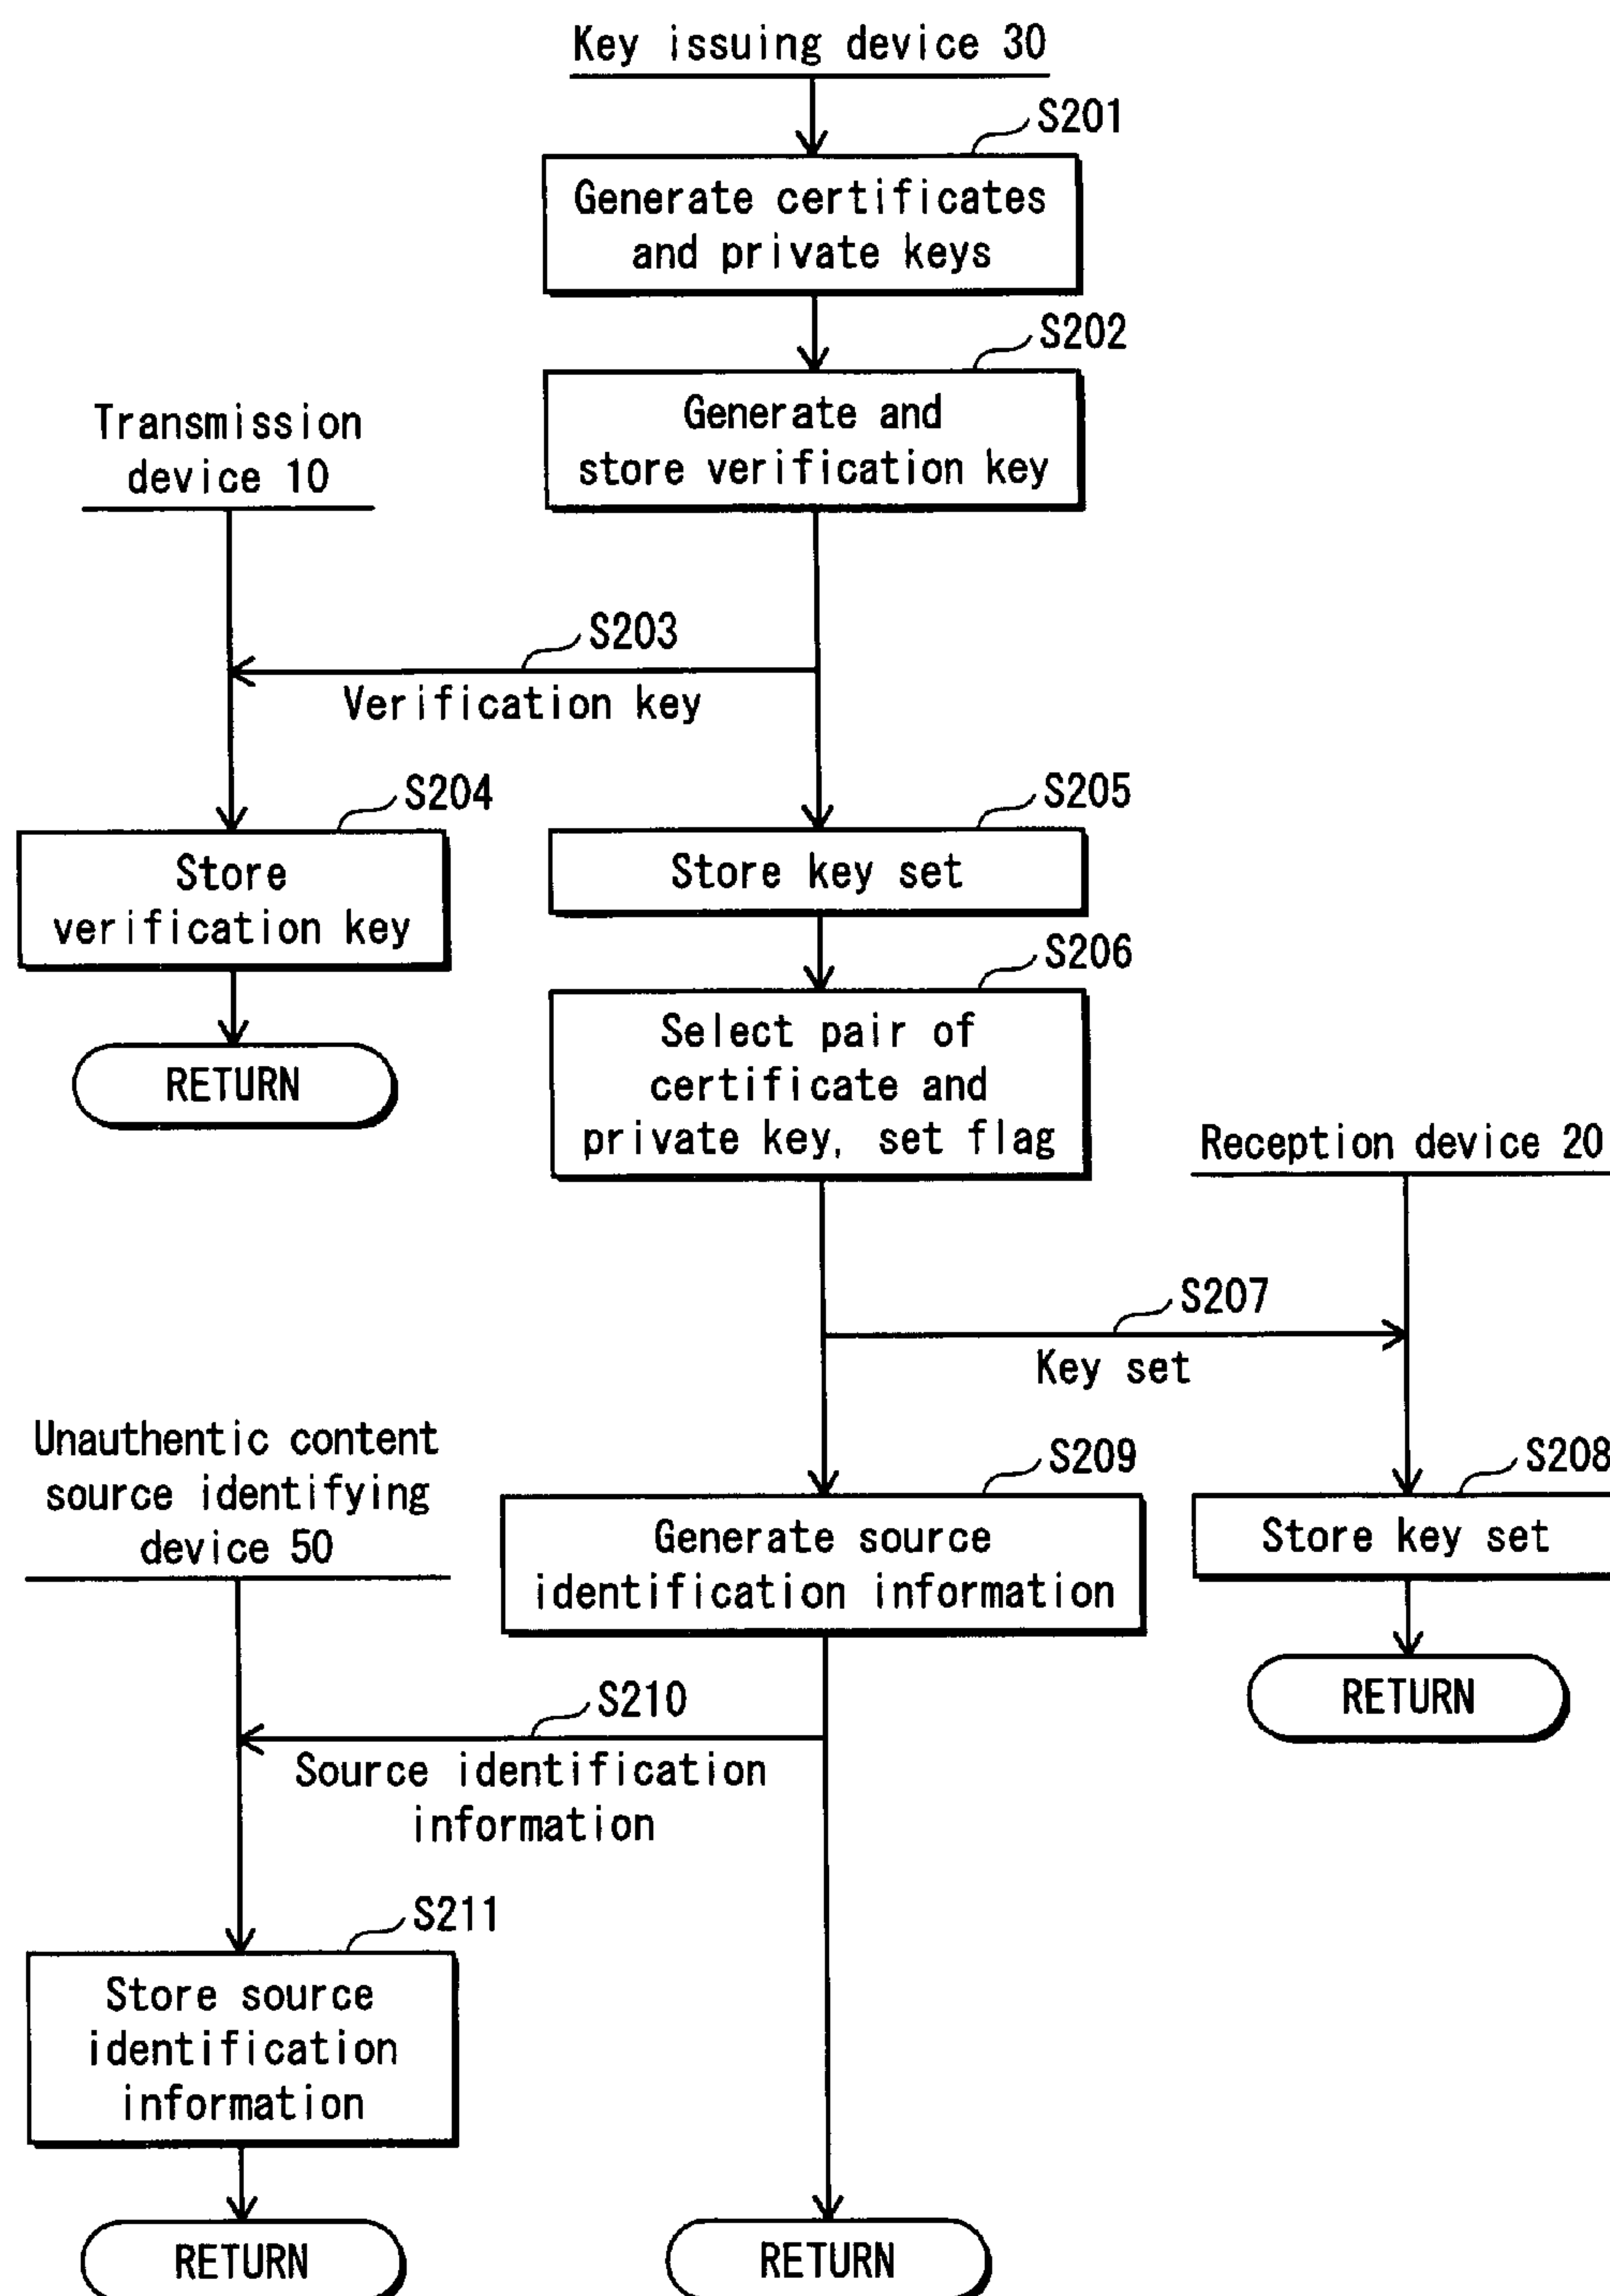 Key issuing device 30
S201
Generate certificates
and private keys
S202
Generate and
store verification key
Transmission
device 10
S203
Verification key
S204
Store
verification key
RETURN
S205
Store key set
S206
Select pair of
certificate and
private key, set flag
Reception device 20
S207
Key set
S208
Store key set
RETURN
Unauthentic content
source identifying
device 50
S209
Generate source
identification information
S210
Source identification
information
S211
Store source
identification
information
RETURN
RETURN